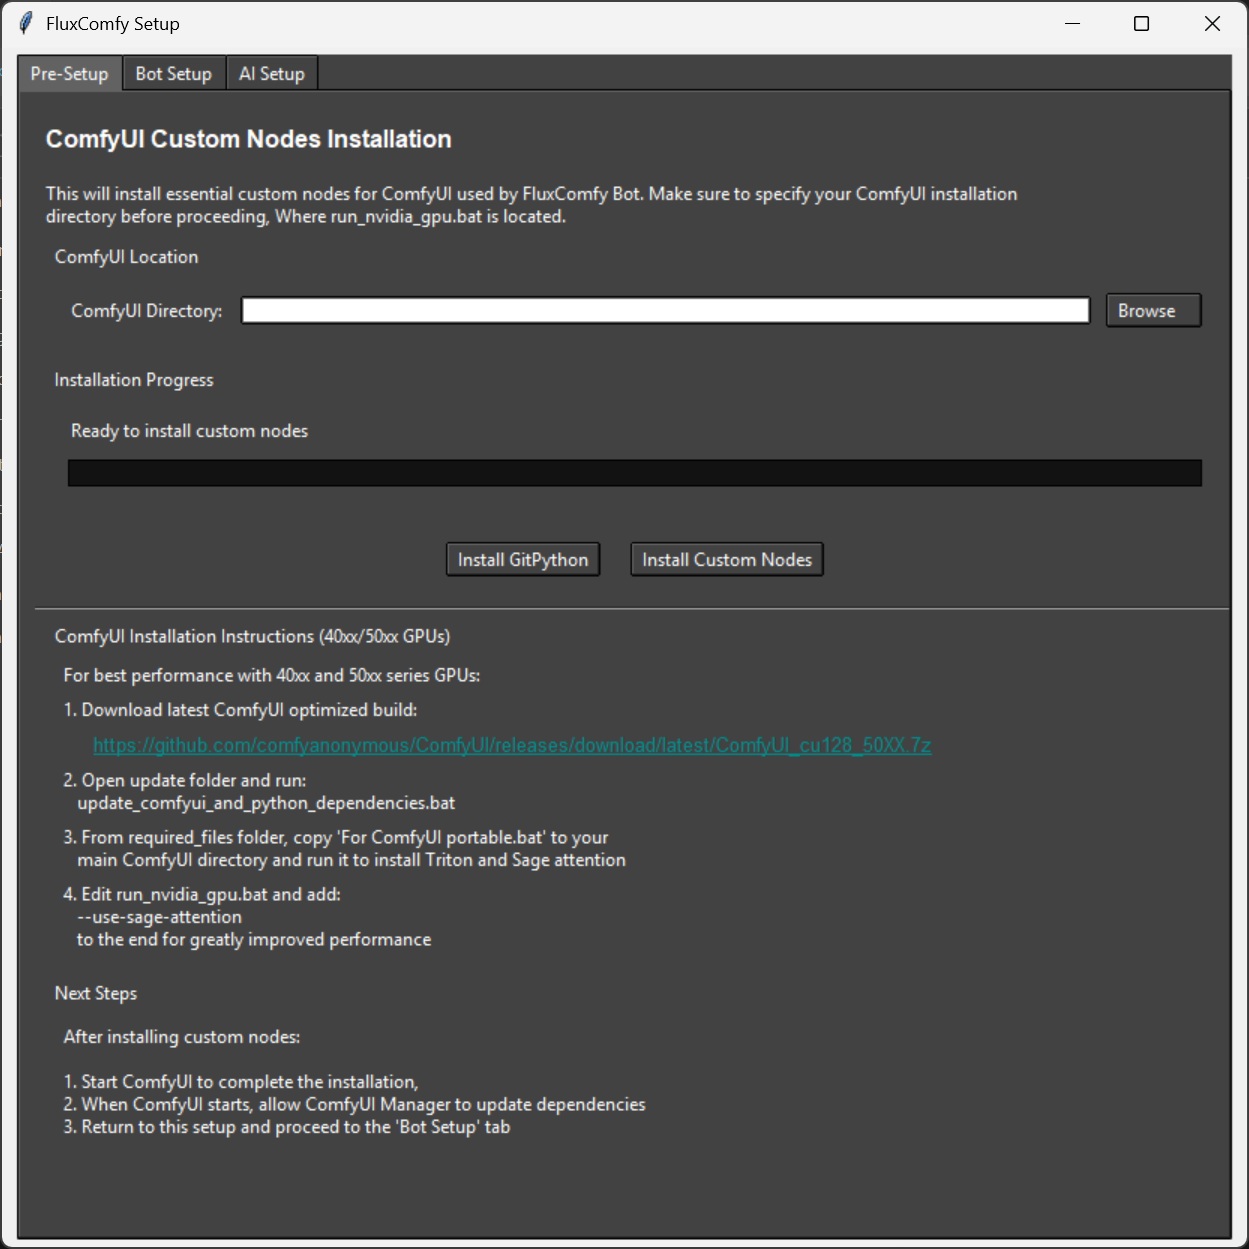 FluxComfy Setup
Pre-Setup
Bot Setup
AI Setup
ComfyUI Custom Nodes Installation
This will install essential custom nodes for ComfyUI used by FluxComfy Bot. Make sure to specify your ComfyUI installation
directory before proceeding, Where run_nvidia_gpu.bat is located.
ComfyUI Location
ComfyUI Directory:
Browse
Installation Progress
Ready to install custom nodes
Install GitPython
Install Custom Nodes
ComfyUI Installation Instructions (40xx/50xx GPUs)
For best performance with 40xx and 50xx series GPUs:
1. Download latest ComfyUI optimized build:
https://github.com/comfyanonymous/ComfyUI/releases/download/latest/ComfyUI_cu128_50XX.7z
2. Open update folder and run:
update_comfyui_and_python_dependencies.bat
3. From required_files folder, copy 'For ComfyUI portable.bat' to your
main ComfyUI directory and run it to install Triton and Sage attention
4. Edit run_nvidia_gpu.bat and add:
--use-sage-attention
to the end for greatly improved performance
Next Steps
After installing custom nodes:
1. Start ComfyUI to complete the installation,
2. When ComfyUI starts, allow ComfyUI Manager to update dependencies
3. Return to this setup and proceed to the 'Bot Setup' tab